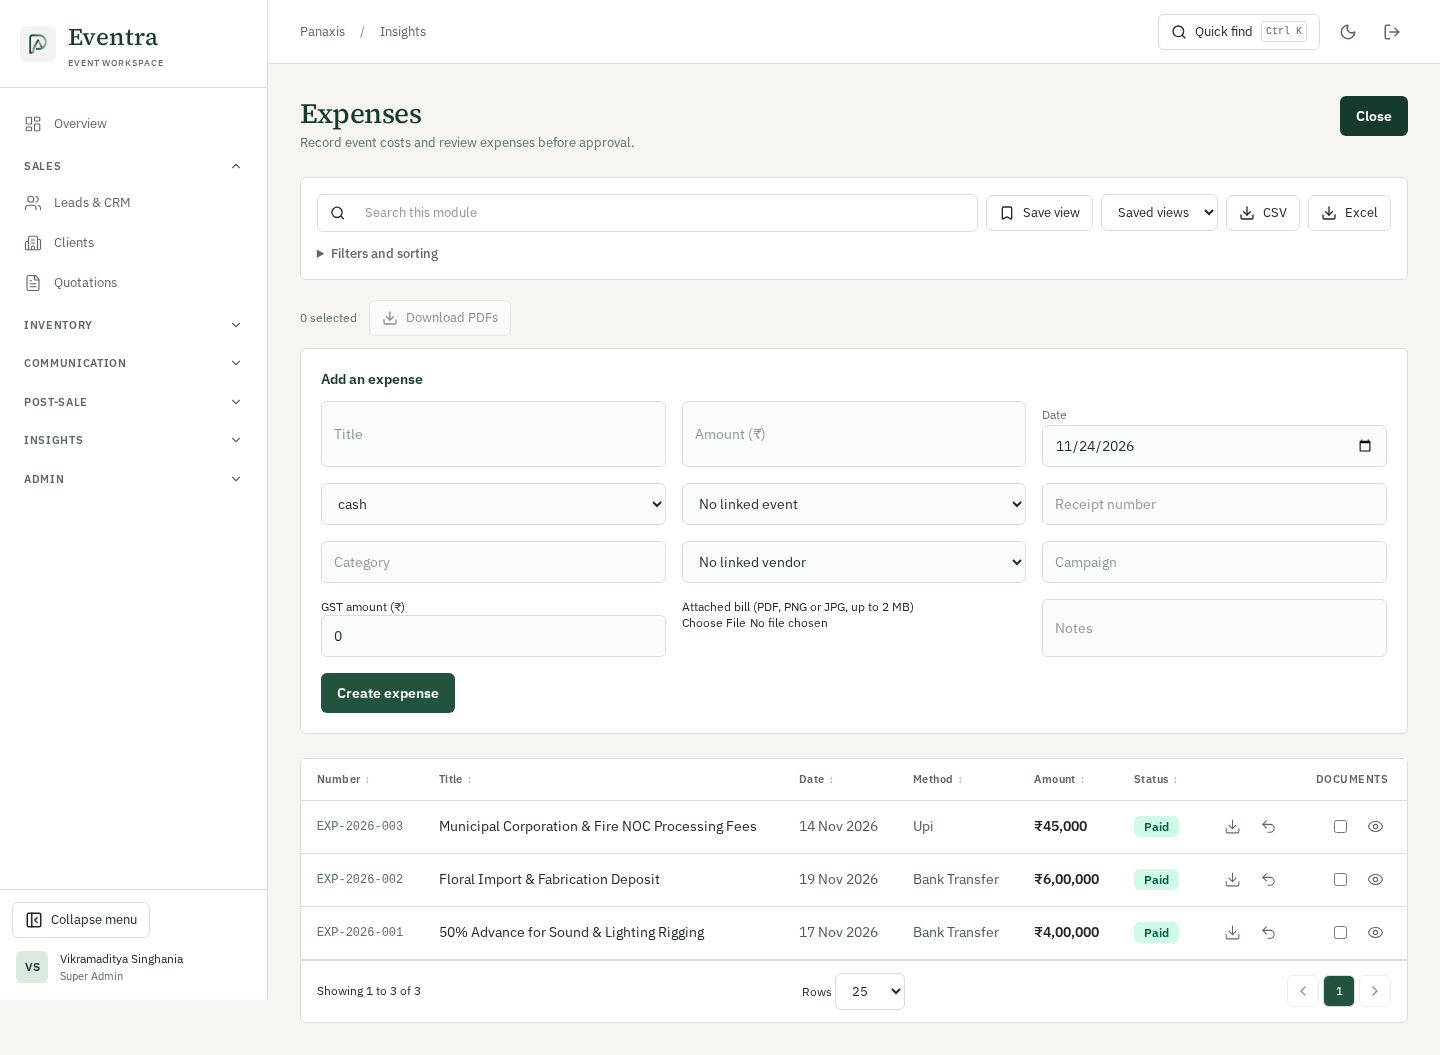 Eventra
EVENT WORKSPACE
Overview
SALES
Leads & CRM
Clients
Quotations
INVENTORY
COMMUNICATION
POST-SALE
INSIGHTS
ADMIN
Collapse menu
VS
Vikramaditya Singhania
Super Admin
Panaxis / Insights
Quick find Ctrl K
Expenses
Record event costs and review expenses before approval.
Close
Search this module
Save view
Saved views
CSV
Excel
Filters and sorting
0 selected
Download PDFs
Add an expense
Title
Amount (₹)
Date
11/24/2026
cash
No linked event
Receipt number
Category
No linked vendor
Campaign
GST amount (₹)
0
Attached bill (PDF, PNG or JPG, up to 2 MB)
Choose File No file chosen
Notes
Create expense
Number ↕ Title ↕ Date ↕ Method ↕ Amount ↕ Status ↕ DOCUMENTS
EXP-2026-003 Municipal Corporation & Fire NOC Processing Fees 14 Nov 2026 Upi ₹45,000 Paid
EXP-2026-002 Floral Import & Fabrication Deposit 19 Nov 2026 Bank Transfer ₹6,00,000 Paid
EXP-2026-001 50% Advance for Sound & Lighting Rigging 17 Nov 2026 Bank Transfer ₹4,00,000 Paid
Showing 1 to 3 of 3
Rows 25
1